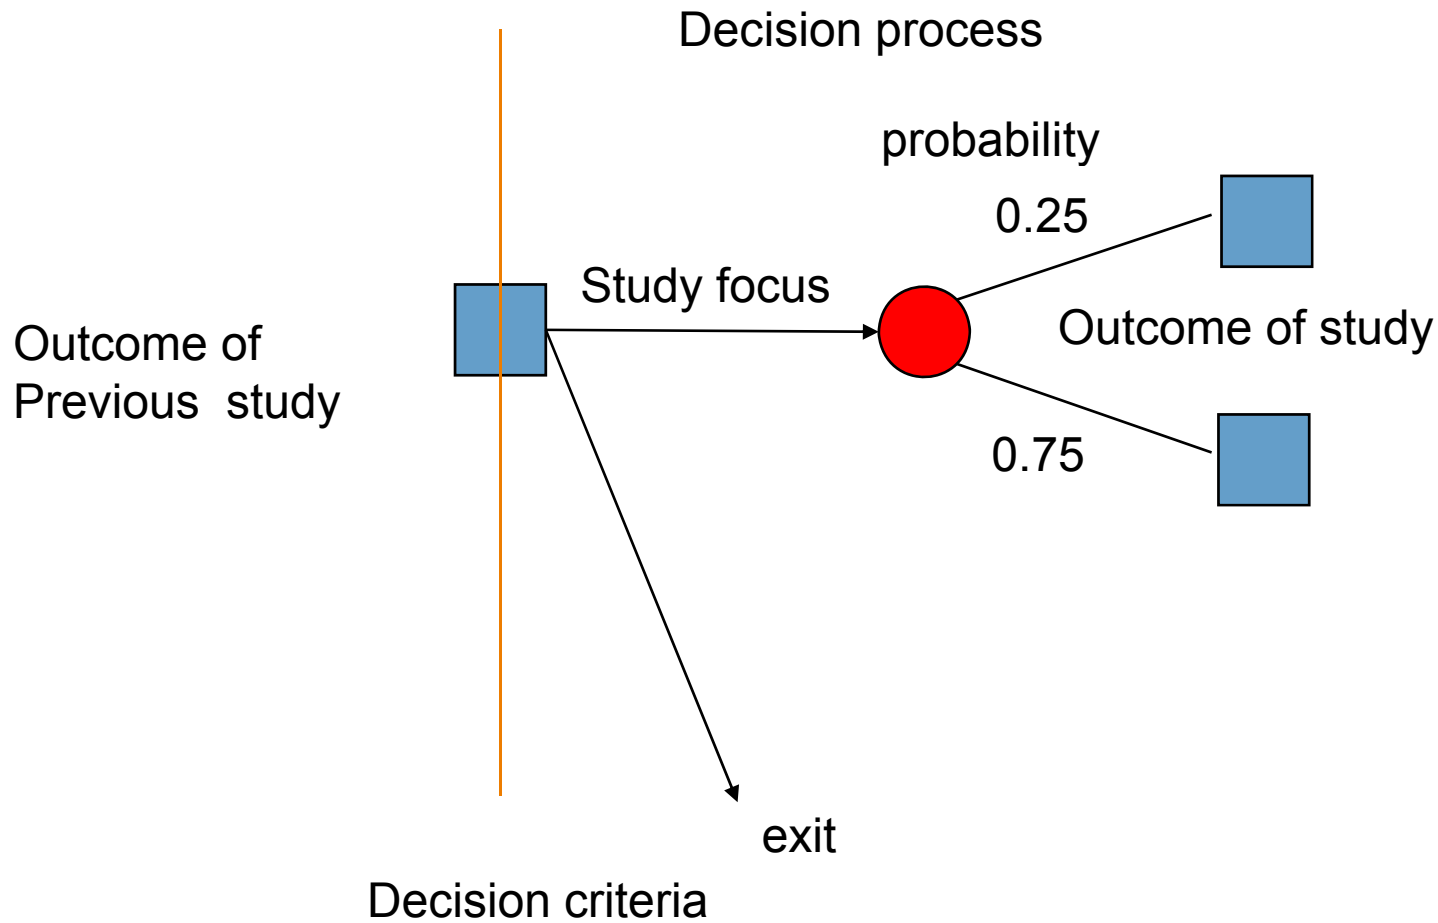 Decision process
probability
0.25
Study focus
Outcome of study
Outcome of
Previous study
0.75
exit
Decision criteria